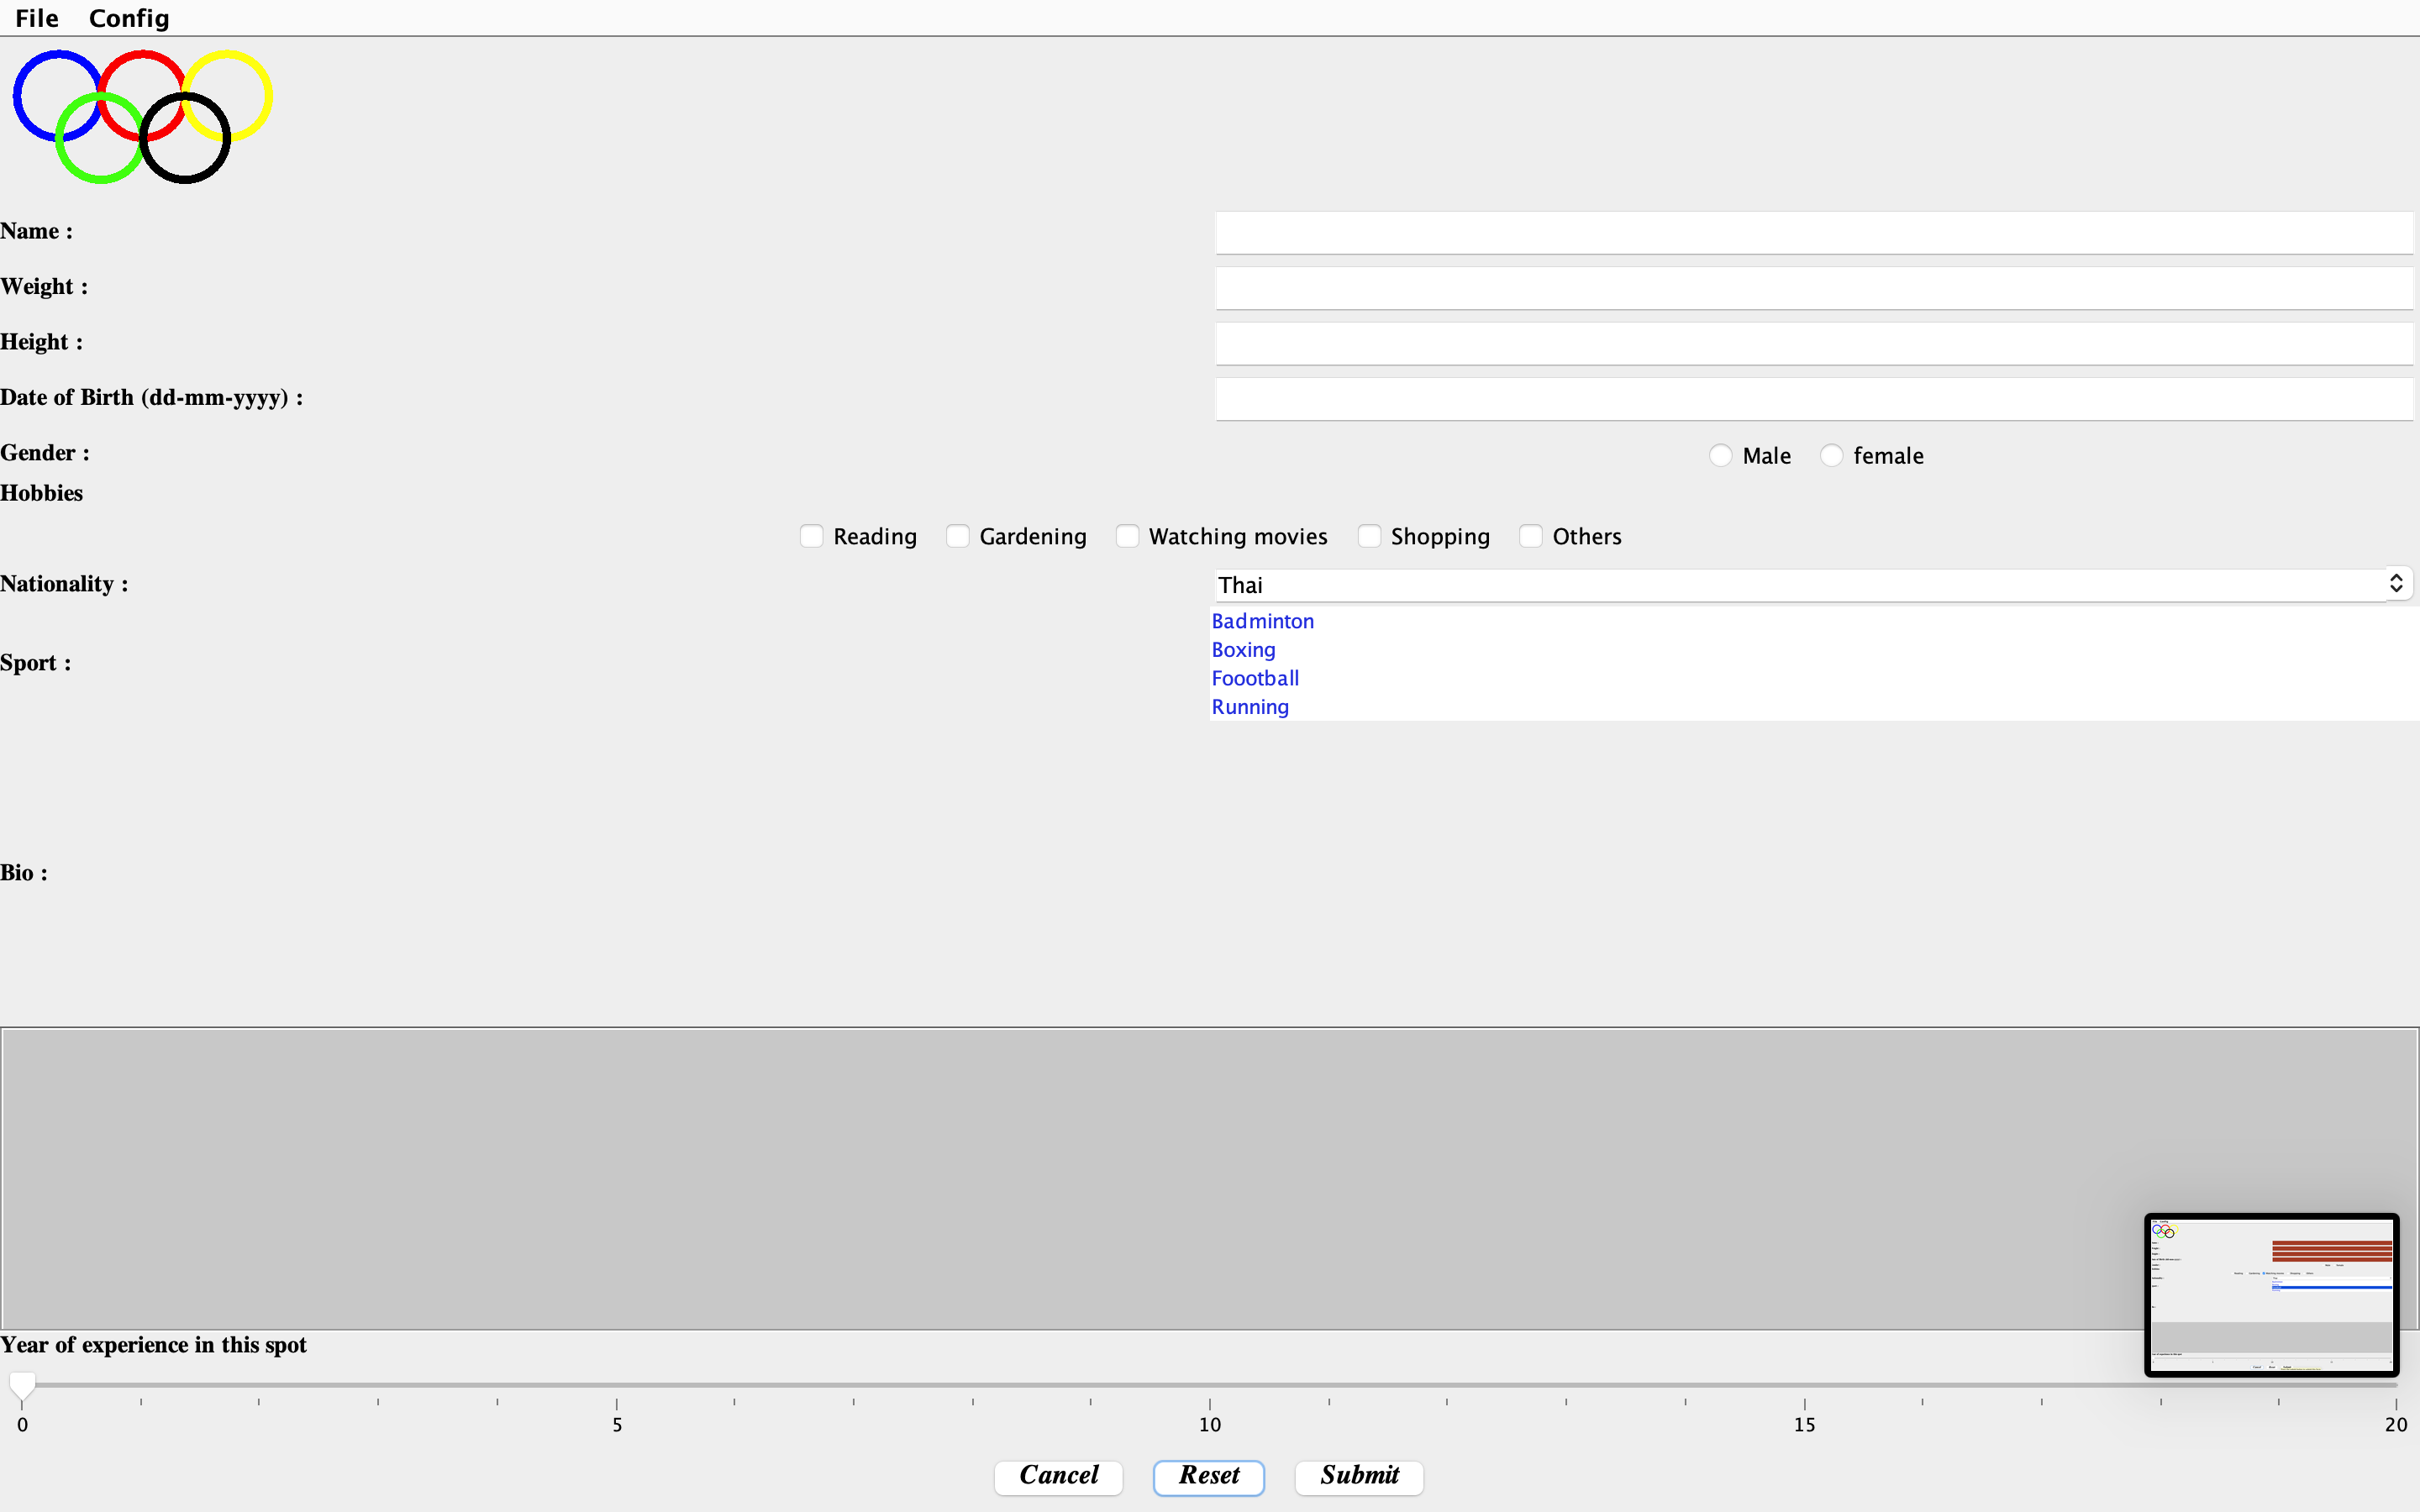 File Config
Name :
Weight :
Height :
Date of Birth (dd-mm-yyyy) :
Gender : Male female
Hobbies
Reading Gardening Watching movies Shopping Others
Nationality : Thai
Badminton
Boxing
Sport :
Foootball
Running
Bio :
Year of experience in this spot
0 5 10 15 20
Cancel Reset Submit